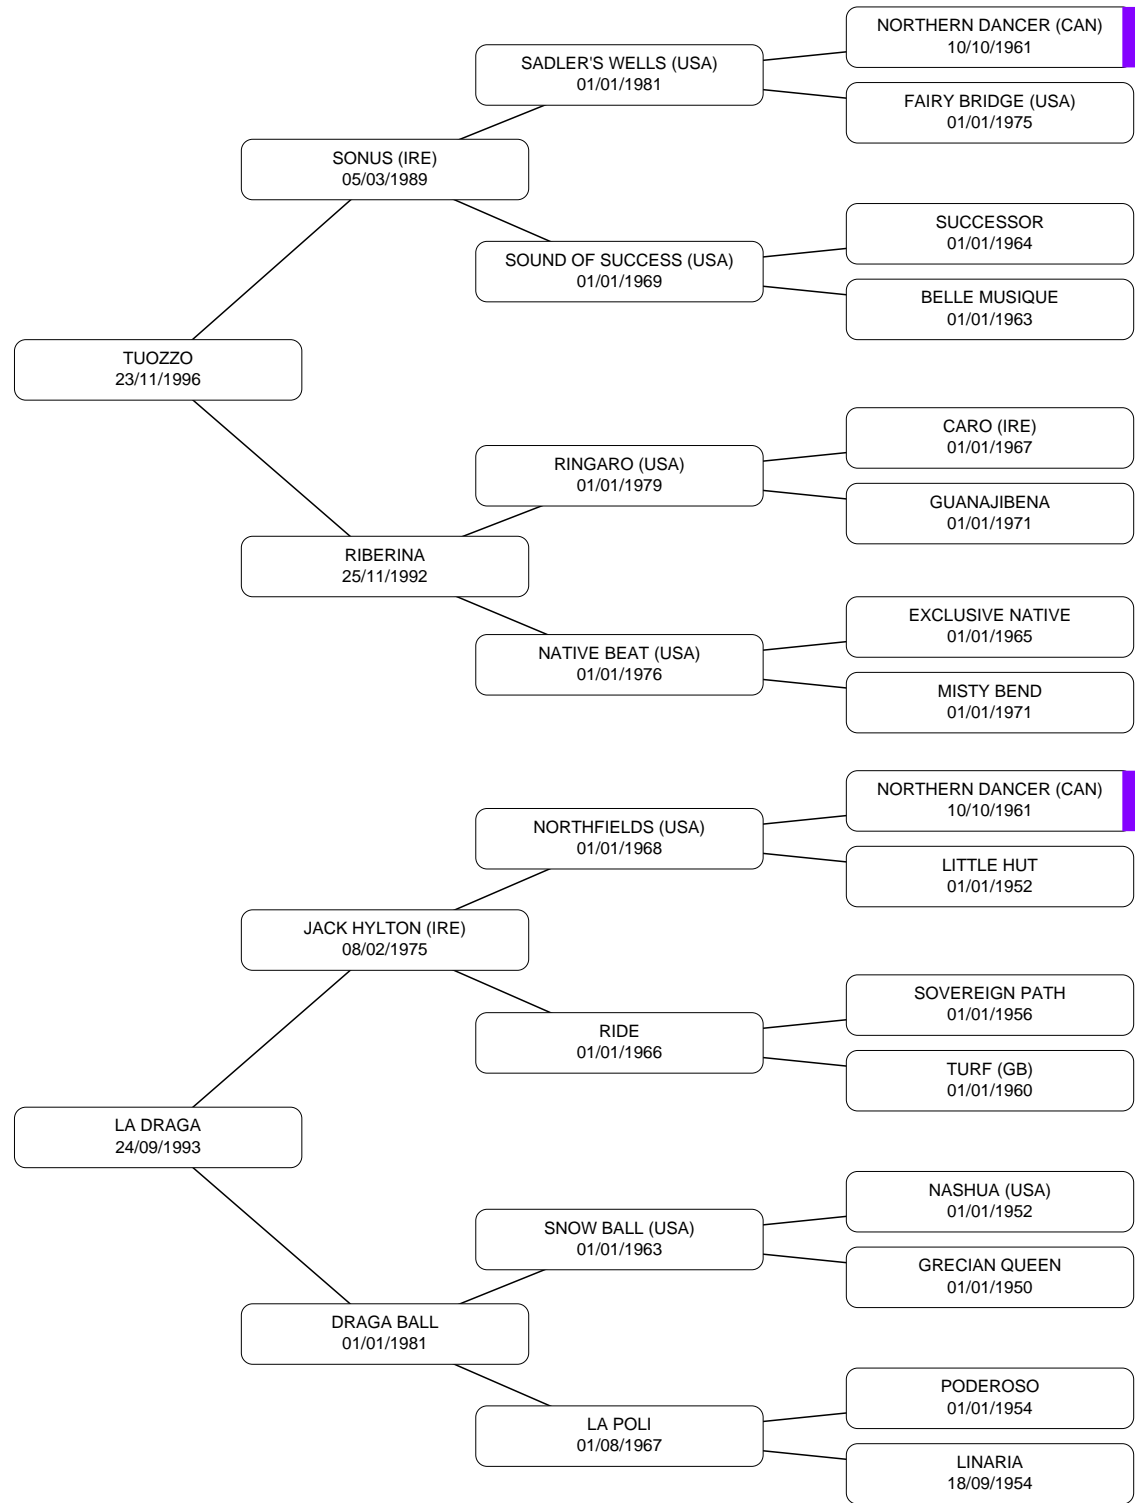 NORTHERN DANCER (CAN)
10/10/1961
SADLER'S WELLS (USA)
01/01/1981
FAIRY BRIDGE (USA)
01/01/1975
SONUS (IRE)
05/03/1989
SUCCESSOR
01/01/1964
SOUND OF SUCCESS (USA)
01/01/1969
BELLE MUSIQUE
01/01/1963
TUOZZO
23/11/1996
CARO (IRE)
01/01/1967
RINGARO (USA)
01/01/1979
GUANAJIBENA
01/01/1971
RIBERINA
25/11/1992
EXCLUSIVE NATIVE
01/01/1965
NATIVE BEAT (USA)
01/01/1976
MISTY BEND
01/01/1971
NORTHERN DANCER (CAN)
10/10/1961
NORTHFIELDS (USA)
01/01/1968
LITTLE HUT
01/01/1952
JACK HYLTON (IRE)
08/02/1975
SOVEREIGN PATH
01/01/1956
RIDE
01/01/1966
TURF (GB)
01/01/1960
LA DRAGA
24/09/1993
NASHUA (USA)
01/01/1952
SNOW BALL (USA)
01/01/1963
GRECIAN QUEEN
01/01/1950
DRAGA BALL
01/01/1981
PODEROSO
01/01/1954
LA POLI
01/08/1967
LINARIA
18/09/1954